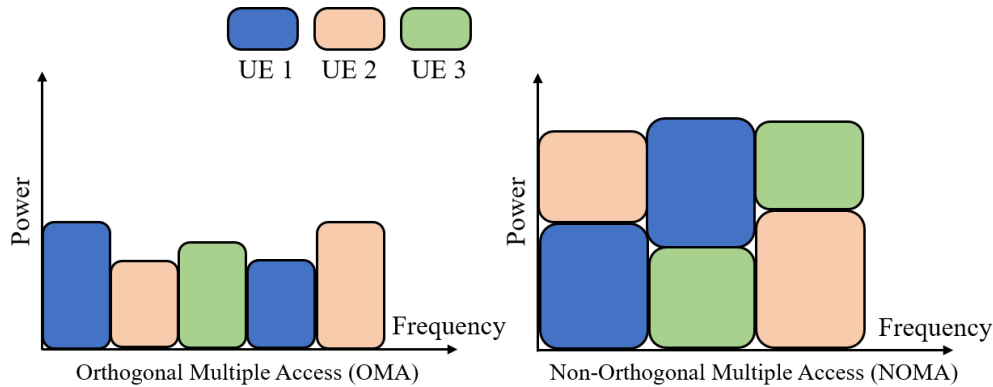 UE 1 UE 2 UE 3
Power
Frequency
Orthogonal Multiple Access (OMA)
Power
Frequency
Non-Orthogonal Multiple Access (NOMA)